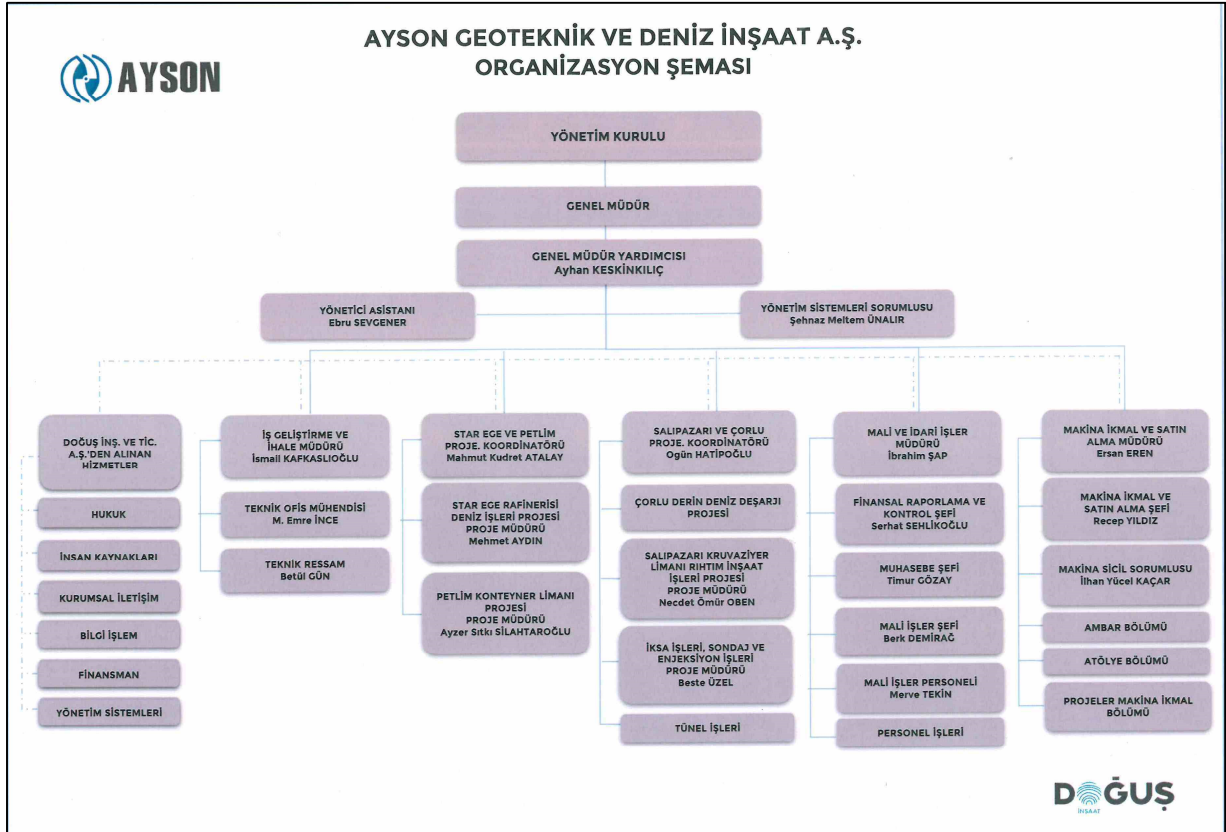 AYSON GEOTEKNİK VE DENİZ İNŞAAT A.Ş.
ORGANİZASYON ŞEMASI
AYSON
YÖNETİM KURULU
GENEL MÜDÜR
GENEL MÜDÜR YARDIMCISI
Ayhan KESKİNKILIÇ
YÖNETİCİ ASİSTANI
Ebru SEVGENER
YÖNETİM SİSTEMLERİ SORUMLUSU
Şehnaz Meltem ÜNALIR
DOĞUŞ İNŞ. VE TİC.
A.Ş.'DEN ALINAN
HİZMETLER
HUKUK
İNSAN KAYNAKLARI
KURUMSAL İLETİŞİM
BİLGİ İŞLEM
FİNANSMAN
YÖNETİM SİSTEMLERİ
İŞ GELİŞTİRME VE
İHALE MÜDÜRÜ
İsmail KAFKASLIOĞLU
TEKNİK OFİS MÜHENDİSİ
M. Emre İNCE
TEKNİK RESSAM
Betül GÜN
STAR EGE VE PETLİM
PROJE. KOORDİNATÖRÜ
Mahmut Kudret ATALAY
STAR EGE RAFİNERİSİ
DENİZ İŞLERİ PROJESİ
PROJE MÜDÜRÜ
Mehmet AYDIN
PETLİM KONTEYNER LİMANI
PROJESİ
PROJE MÜDÜRÜ
Ayzer Sıtkı SİLAHTAROĞLU
SALIPAZARI VE ÇORLU
PROJE. KOORDİNATÖRÜ
Ogün HATİPOĞLU
ÇORLU DERİN DENİZ DEŞARJI
PROJESİ
SALIPAZARI KRUVAZİYER
LİMANI RIHTIM İNŞAAT
İŞLERİ PROJESİ
PROJE MÜDÜRÜ
Necdet Ömür OBEN
İKSA İŞLERİ, SONDAJ VE
ENJEKSİYON İŞLERİ
PROJE MÜDÜRÜ
Beste ÜZEL
TÜNEL İŞLERİ
MALİ VE İDARİ İŞLER
MÜDÜRÜ
İbrahim ŞAP
FİNANSAL RAPORLAMA VE
KONTROL ŞEFİ
Serhat SEHLİKOĞLU
MUHASEBE ŞEFİ
Timur GÖZAY
MALİ İŞLER ŞEFİ
Berk DEMİRAĞ
MALİ İŞLER PERSONELİ
Merve TEKİN
PERSONEL İŞLERİ
MAKİNA İKMAL VE SATIN
ALMA MÜDÜRÜ
Ersan EREN
MAKİNA İKMAL VE
SATIN ALMA ŞEFİ
Recep YILDIZ
MAKİNA SİCİL SORUMLUSU
İlhan Yücel KAÇAR
AMBAR BÖLÜMÜ
ATÖLYE BÖLÜMÜ
PROJELER MAKİNA İKMAL
BÖLÜMÜ
DOĞUŞ
İNŞAAT